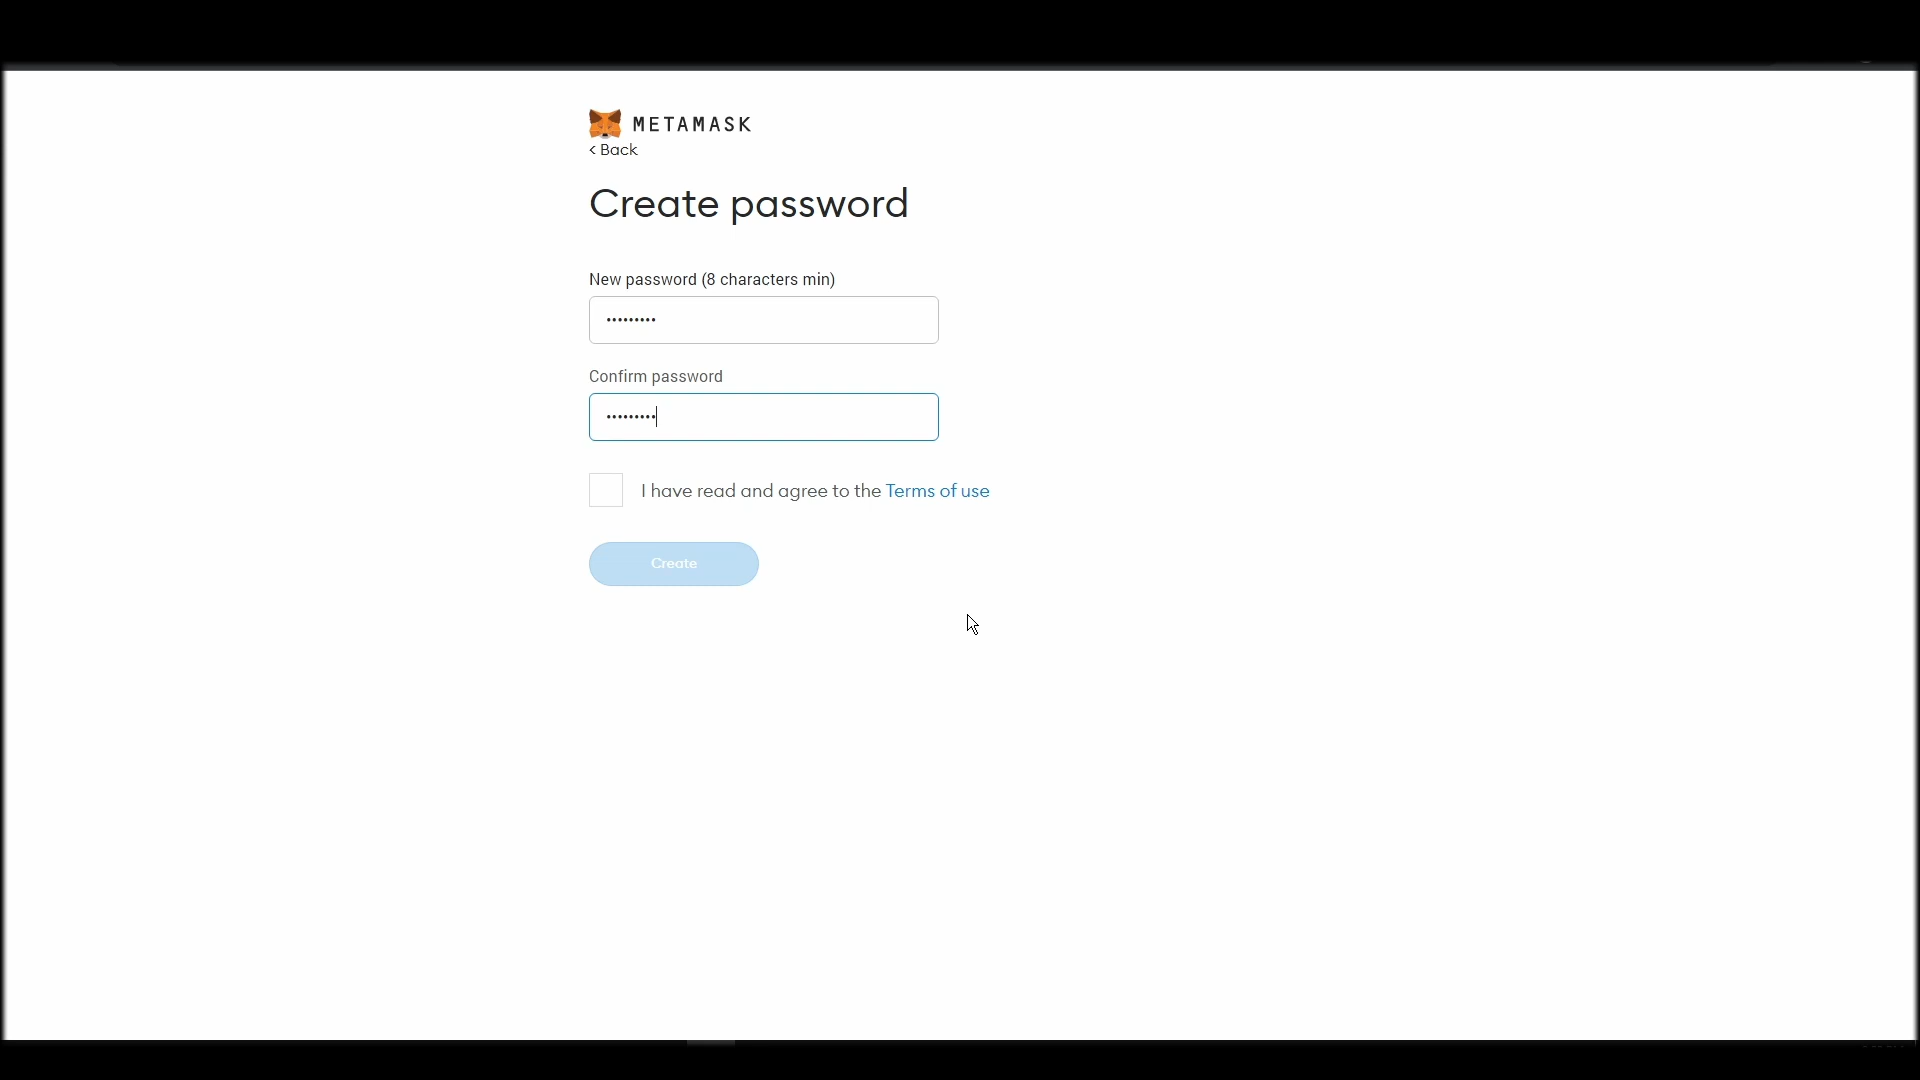 METAMASK
< Back
Create password
New password (8 characters min)
•••••••••
Confirm password
•••••••••
I have read and agree to the Terms of use
Create